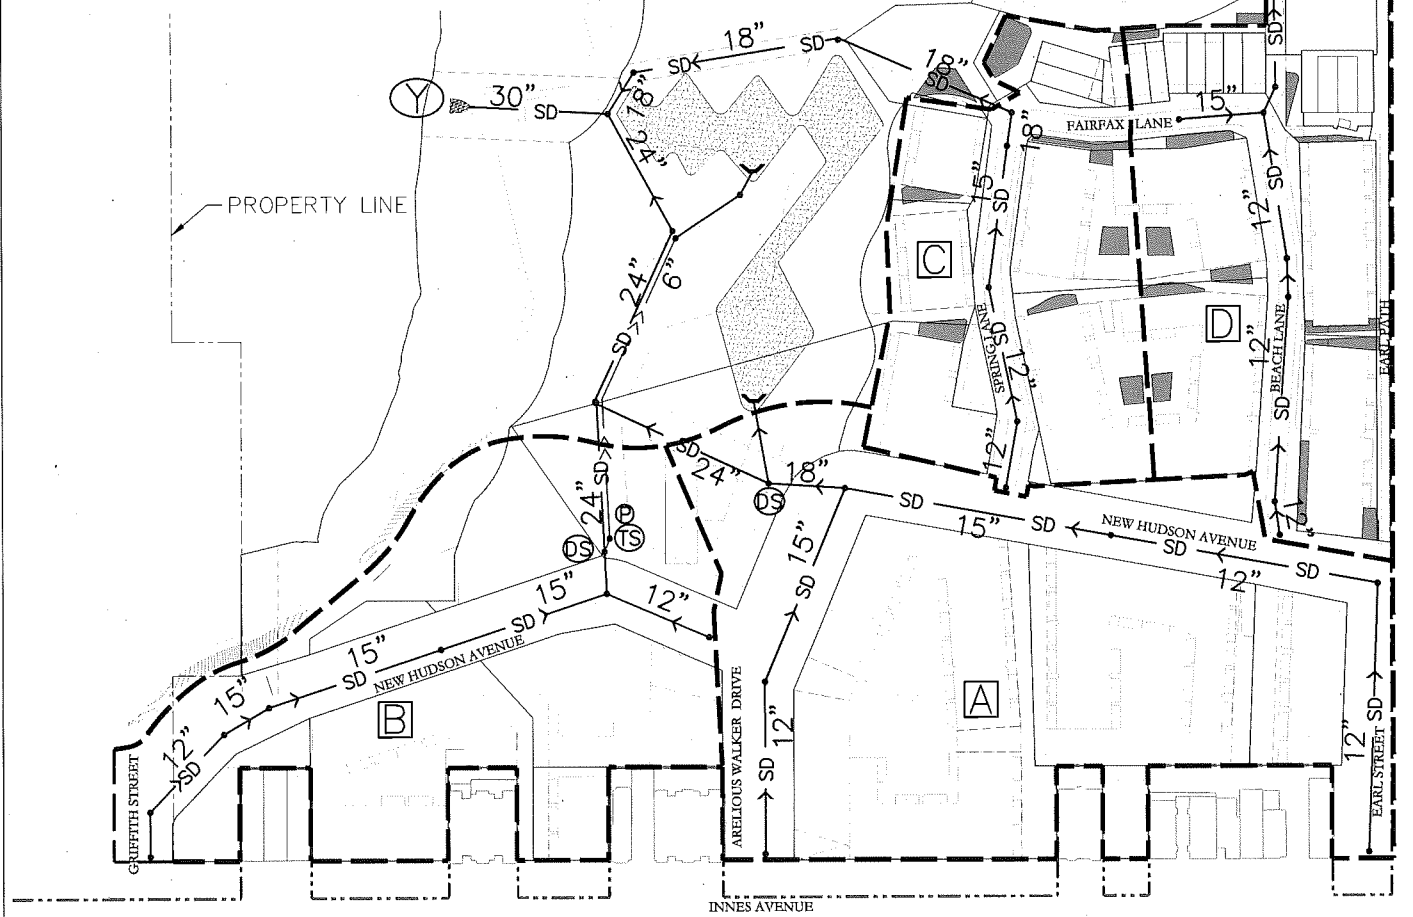 SD
18"
SD
SD
18"
SD
Y
30"
SD
18"
24"
15"
FAIRFAX LANE
18"
15"
SD
SD
12"
PROPERTY LINE
C
24"
6"
SD
D
SPRING LANE
SD
12"
12"
BEACH LANE
SD
EARL PATH
SD
24"
SD
24"
18"
DS
12"
SD
15"
SD
NEW HUDSON AVENUE
SD
12"
SD
12"
P
TS
DS
15"
SD
15"
SD
12"
15"
SD
NEW HUDSON AVENUE
15"
B
A
ARELIOUS WALKER DRIVE
12"
SD
12"
SD
EARL STREET
12"
SD
GRIFFITH STREET
INNES AVENUE